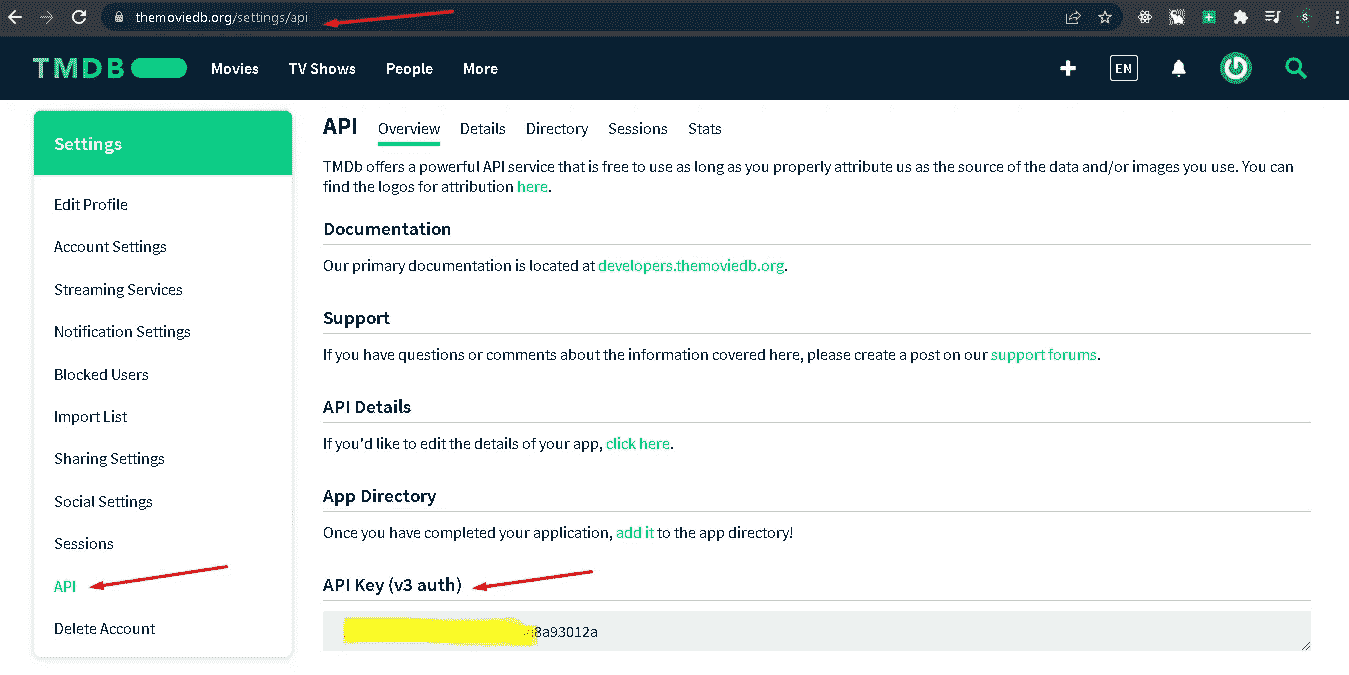 themoviedb.org/settings/api
TMDB
Movies TV Shows People More
EN
Settings
Edit Profile
Account Settings
Streaming Services
Notification Settings
Blocked Users
Import List
Sharing Settings
Social Settings
Sessions
API
Delete Account
API Overview Details Directory Sessions Stats
TMDb offers a powerful API service that is free to use as long as you properly attribute us as the source of the data and/or images you use. You can
find the logos for attribution here.
Documentation
Our primary documentation is located at developers.themoviedb.org.
Support
If you have questions or comments about the information covered here, please create a post on our support forums.
API Details
If you'd like to edit the details of your app, click here.
App Directory
Once you have completed your application, add it to the app directory!
API Key (v3 auth)
8a93012a